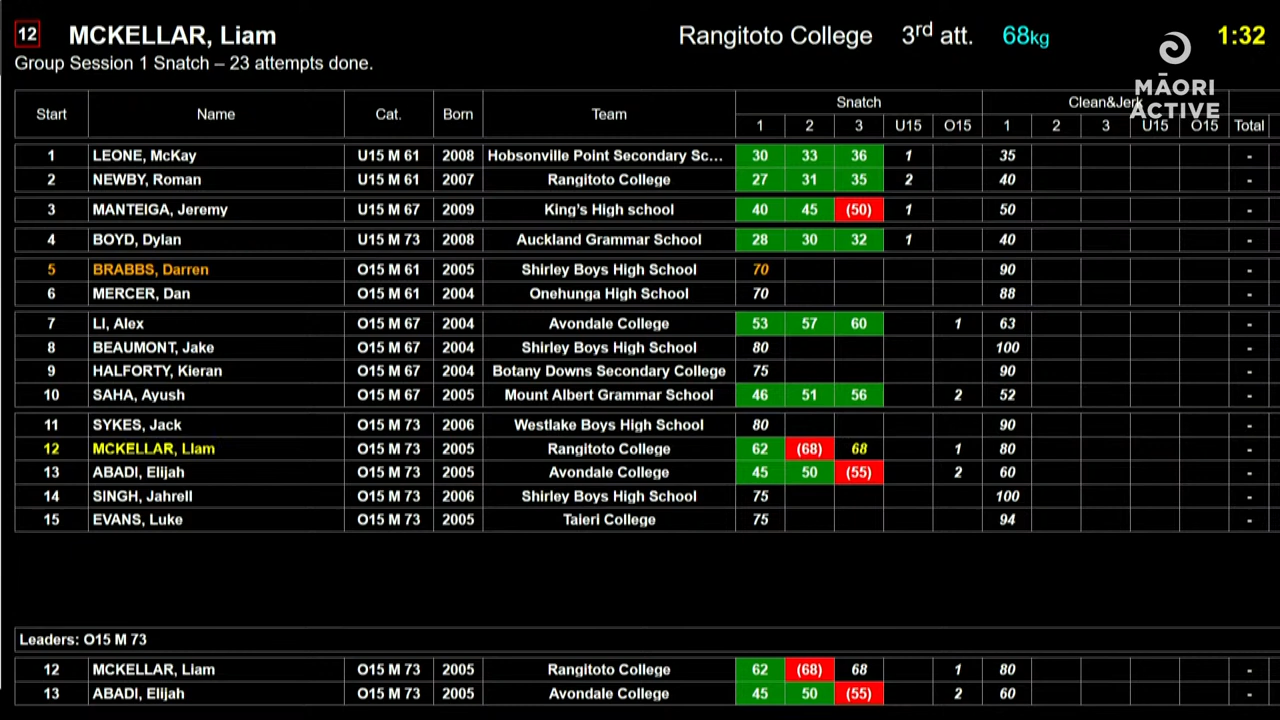 12 MCKELLAR, Liam Rangitoto College 3rd att. 68kg 1:32
Group Session 1 Snatch – 23 attempts done.
MĀORI
ACTIVE
Start Name Cat. Born Team Snatch Clean&Jerk
1 2 3 U15 O15 1 2 3 U15 O15 Total
1 LEONE, McKay U15 M 61 2008 Hobsonville Point Secondary Sc... 30 33 36 1 35 -
2 NEWBY, Roman U15 M 61 2007 Rangitoto College 27 31 35 2 40 -
3 MANTEIGA, Jeremy U15 M 67 2009 King's High school 40 45 (50) 1 50 -
4 BOYD, Dylan U15 M 73 2008 Auckland Grammar School 28 30 32 1 40 -
5 BRABBS, Darren O15 M 61 2005 Shirley Boys High School 70 90 -
6 MERCER, Dan O15 M 61 2004 Onehunga High School 70 88 -
7 LI, Alex O15 M 67 2004 Avondale College 53 57 60 1 63 -
8 BEAUMONT, Jake O15 M 67 2004 Shirley Boys High School 80 100 -
9 HALFORTY, Kieran O15 M 67 2004 Botany Downs Secondary College 75 90 -
10 SAHA, Ayush O15 M 67 2005 Mount Albert Grammar School 46 51 56 2 52 -
11 SYKES, Jack O15 M 73 2006 Westlake Boys High School 80 90 -
12 MCKELLAR, Liam O15 M 73 2005 Rangitoto College 62 (68) 68 1 80 -
13 ABADI, Elijah O15 M 73 2005 Avondale College 45 50 (55) 2 60 -
14 SINGH, Jahrell O15 M 73 2006 Shirley Boys High School 75 100 -
15 EVANS, Luke O15 M 73 2005 Taieri College 75 94 -
Leaders: O15 M 73
12 MCKELLAR, Liam O15 M 73 2005 Rangitoto College 62 (68) 68 1 80 -
13 ABADI, Elijah O15 M 73 2005 Avondale College 45 50 (55) 2 60 -